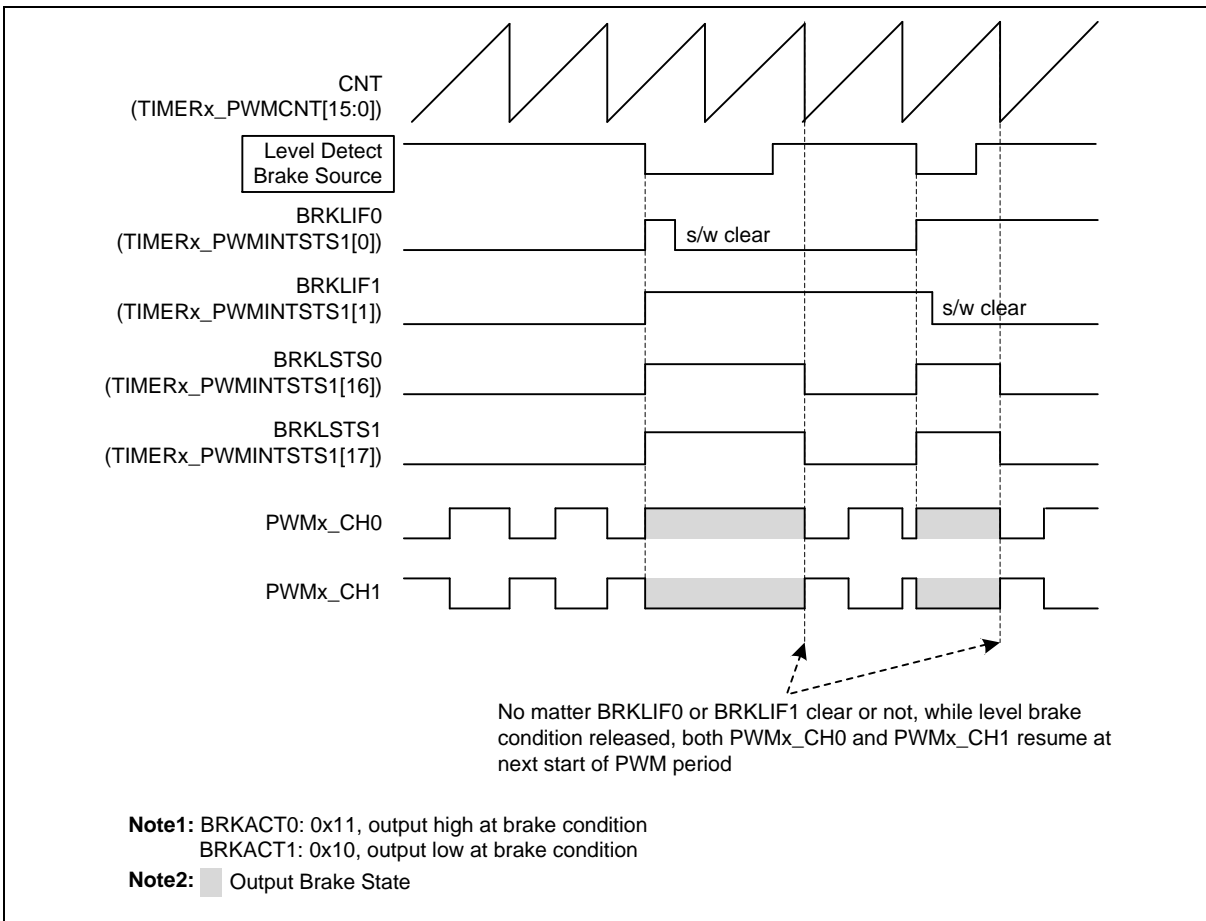 CNT
(TIMERx_PWMCNT[15:0])
Level Detect
Brake Source
BRKLIF0
(TIMERx_PWMINTSTS1[0])
s/w clear
BRKLIF1
(TIMERx_PWMINTSTS1[1])
s/w clear
BRKLSTS0
(TIMERx_PWMINTSTS1[16])
BRKLSTS1
(TIMERx_PWMINTSTS1[17])
PWMx_CH0
PWMx_CH1
No matter BRKLIF0 or BRKLIF1 clear or not, while level brake
condition released, both PWMx_CH0 and PWMx_CH1 resume at
next start of PWM period
Note1: BRKACT0: 0x11, output high at brake condition
BRKACT1: 0x10, output low at brake condition
Note2: Output Brake State